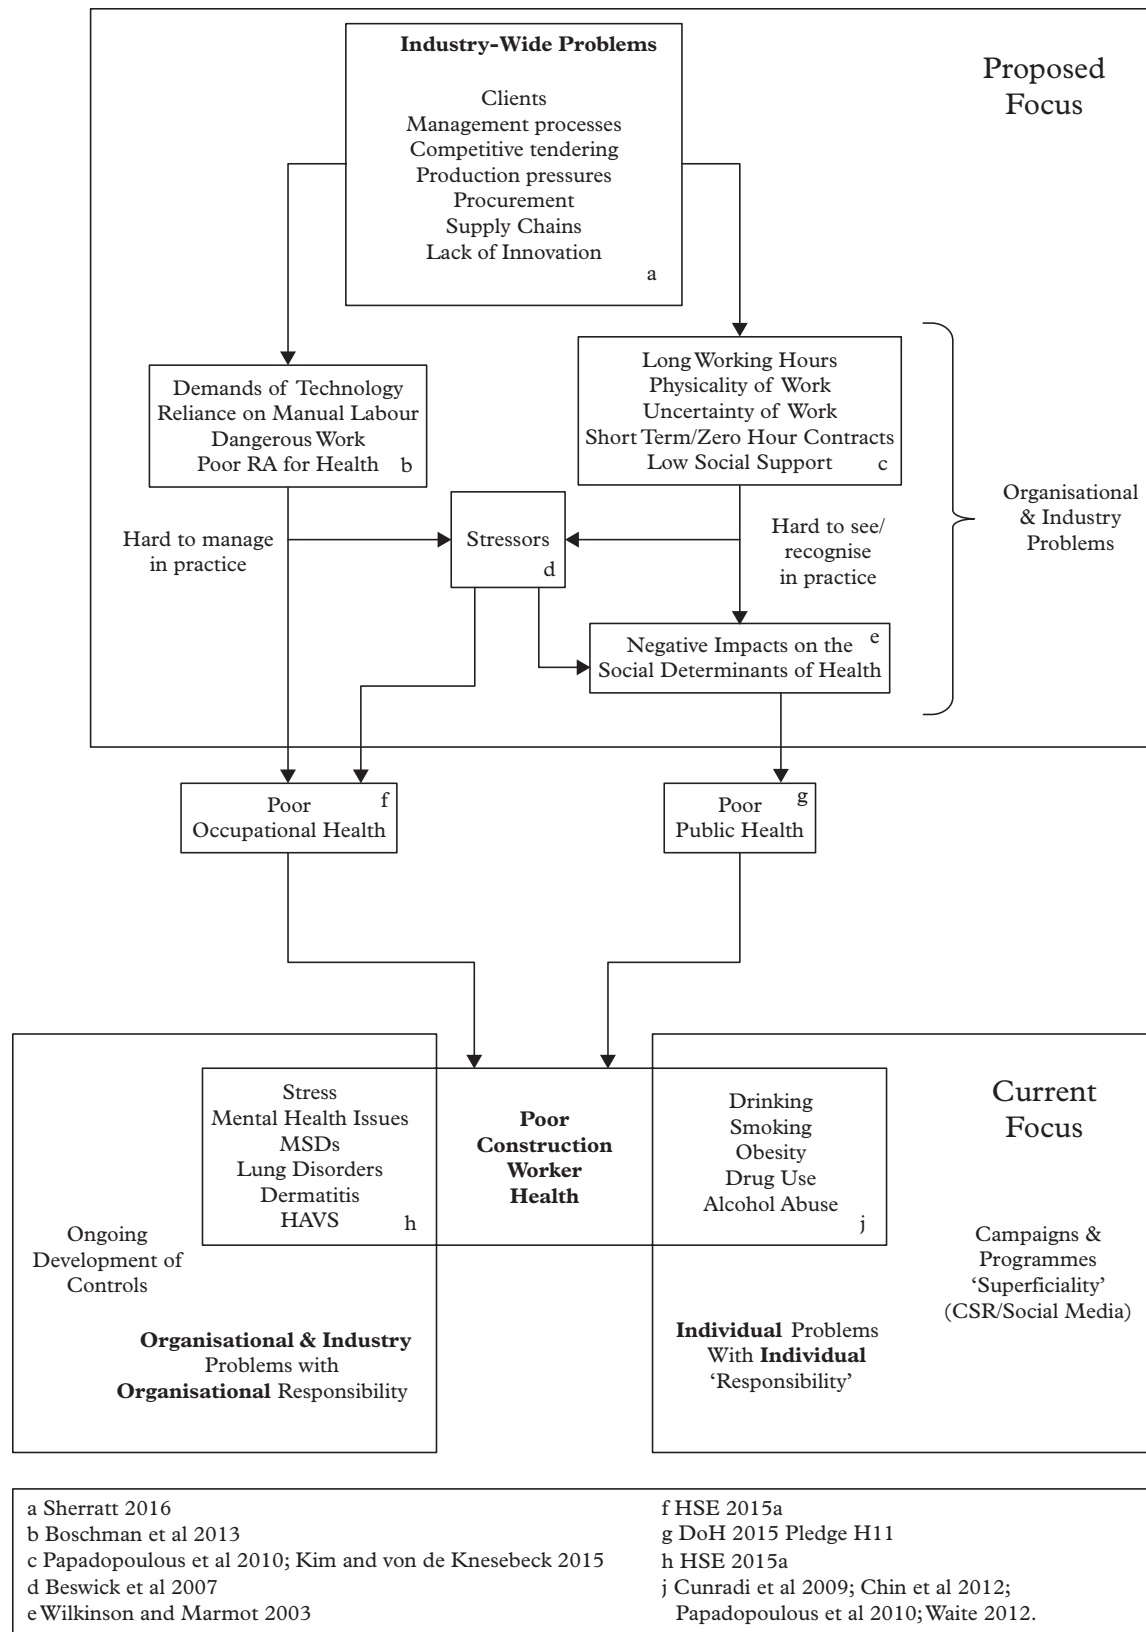 Industry-Wide Problems
Clients
Management processes
Competitive tendering
Production pressures
Procurement
Supply Chains
Lack of Innovation
a
Proposed
Focus
Demands of Technology
Reliance on Manual Labour
Dangerous Work
Poor RA for Health b
Long Working Hours
Physicality of Work
Uncertainty of Work
Short Term/Zero Hour Contracts
Low Social Support c
Organisational
& Industry
Problems
Hard to manage
in practice
Stressors
d
Hard to see/
recognise
in practice
Negative Impacts on the e
Social Determinants of Health
Poor f
Occupational Health
Poor g
Public Health
Stress
Mental Health Issues
MSDs
Lung Disorders
Dermatitis
HAVS h
Poor
Construction
Worker
Health
Drinking
Smoking
Obesity
Drug Use
Alcohol Abuse
j
Current
Focus
Ongoing
Development of
Controls
Campaigns &
Programmes
‘Superficiality’
(CSR/Social Media)
Organisational & Industry
Problems with
Organisational Responsibility
Individual Problems
With Individual
‘Responsibility’
a Sherratt 2016
b Boschman et al 2013
c Papadopoulous et al 2010; Kim and von de Knesebeck 2015
d Beswick et al 2007
e Wilkinson and Marmot 2003
f HSE 2015a
g DoH 2015 Pledge H11
h HSE 2015a
j Cunradi et al 2009; Chin et al 2012;
Papadopoulous et al 2010; Waite 2012.